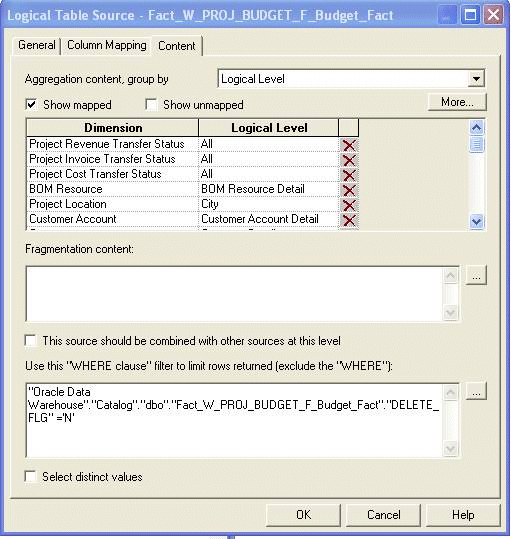 Logical Table Source - Fact_W_PROJ_BUDGET_F_Budget_Fact
General Column Mapping Content
Aggregation content, group by Logical Level
Show mapped Show unmapped More...
Dimension Logical Level
Project Revenue Transfer Status All
Project Invoice Transfer Status All
Project Cost Transfer Status All
BOM Resource BOM Resource Detail
Project Location City
Customer Account Customer Account Detail
Fragmentation content:
...
This source should be combined with other sources at this level
Use this "WHERE clause" filter to limit rows returned (exclude the "WHERE"):
"Oracle Data
Warehouse"."Catalog"."dbo"."Fact_W_PROJ_BUDGET_F_Budget_Fact"."DELETE_
FLG" ='N'
...
Select distinct values
OK Cancel Help